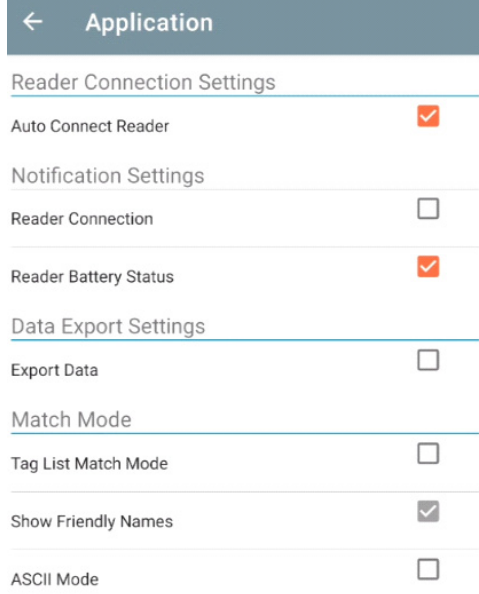 Application
Reader Connection Settings
Auto Connect Reader
Notification Settings
Reader Connection
Reader Battery Status
Data Export Settings
Export Data
Match Mode
Tag List Match Mode
Show Friendly Names
ASCII Mode